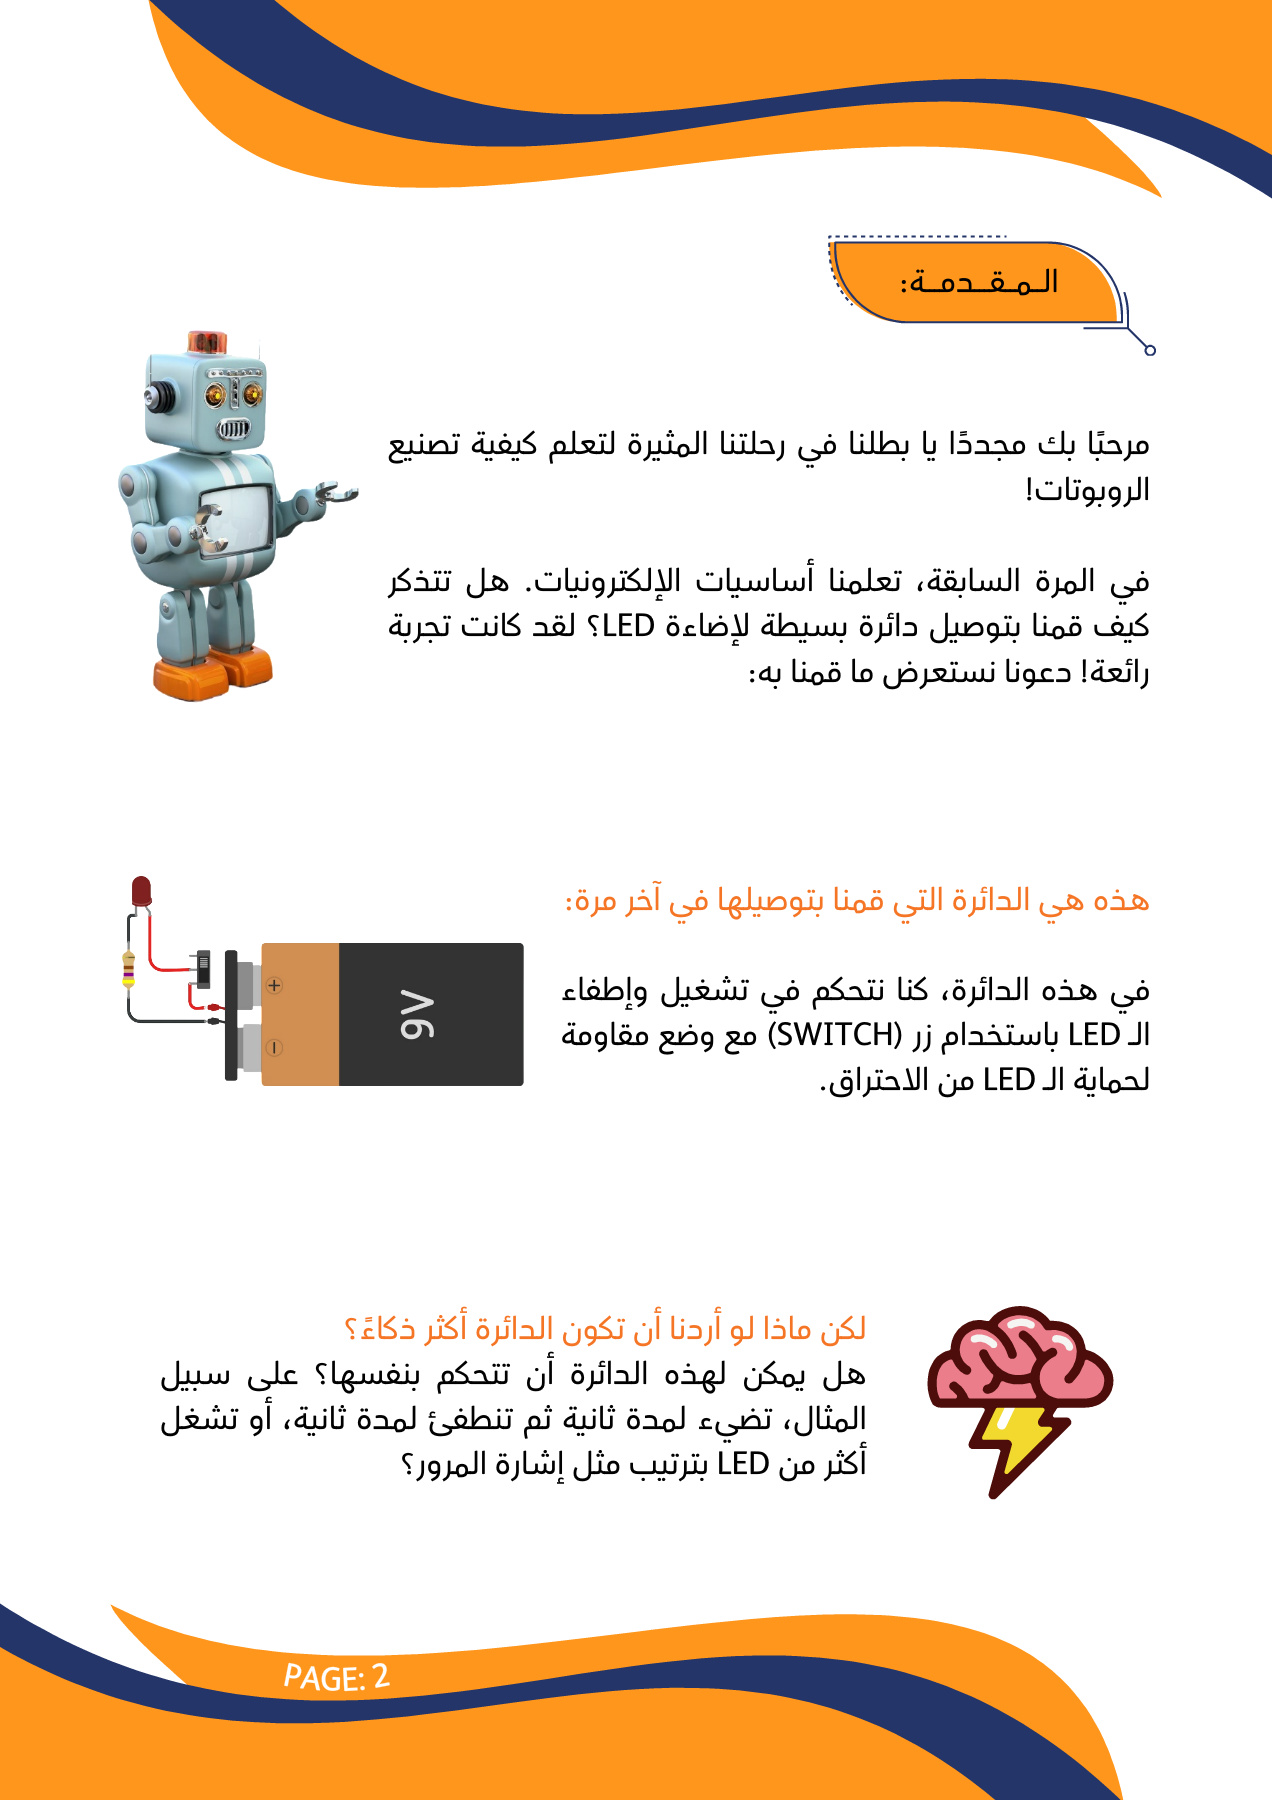 الـمـقـدمـة:
مرحبًا بك مجددًا يا بطلنا في رحلتنا المثيرة لتعلم كيفية تصنيع
الروبوتات!
في المرة السابقة، تعلمنا أساسيات الإلكترونيات. هل تتذكر
كيف قمنا بتوصيل دائرة بسيطة لإضاءة LED؟ لقد كانت تجربة
رائعة! دعونا نستعرض ما قمنا به:
هذه هي الدائرة التي قمنا بتوصيلها في آخر مرة:
في هذه الدائرة، كنا نتحكم في تشغيل وإطفاء
الـ LED باستخدام زر (SWITCH) مع وضع مقاومة
لحماية الـ LED من الاحتراق.
+
9V
−
لكن ماذا لو أردنا أن تكون الدائرة أكثر ذكاءً؟
هل يمكن لهذه الدائرة أن تتحكم بنفسها؟ على سبيل
المثال، تضيء لمدة ثانية ثم تنطفئ لمدة ثانية، أو تشغل
أكثر من LED بترتيب مثل إشارة المرور؟
PAGE: 2